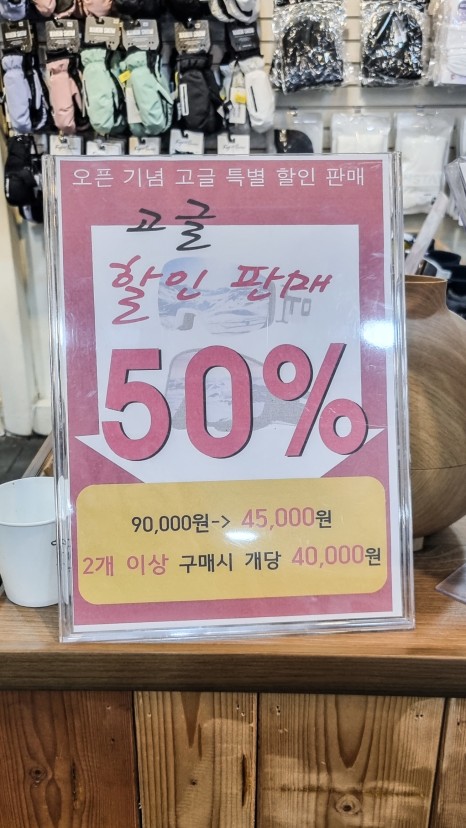 오픈 기념 고글 특별 할인 판매
고글
할인 판매
50%
90,000원-> 45,000원
2개 이상 구매시 개당 40,000원